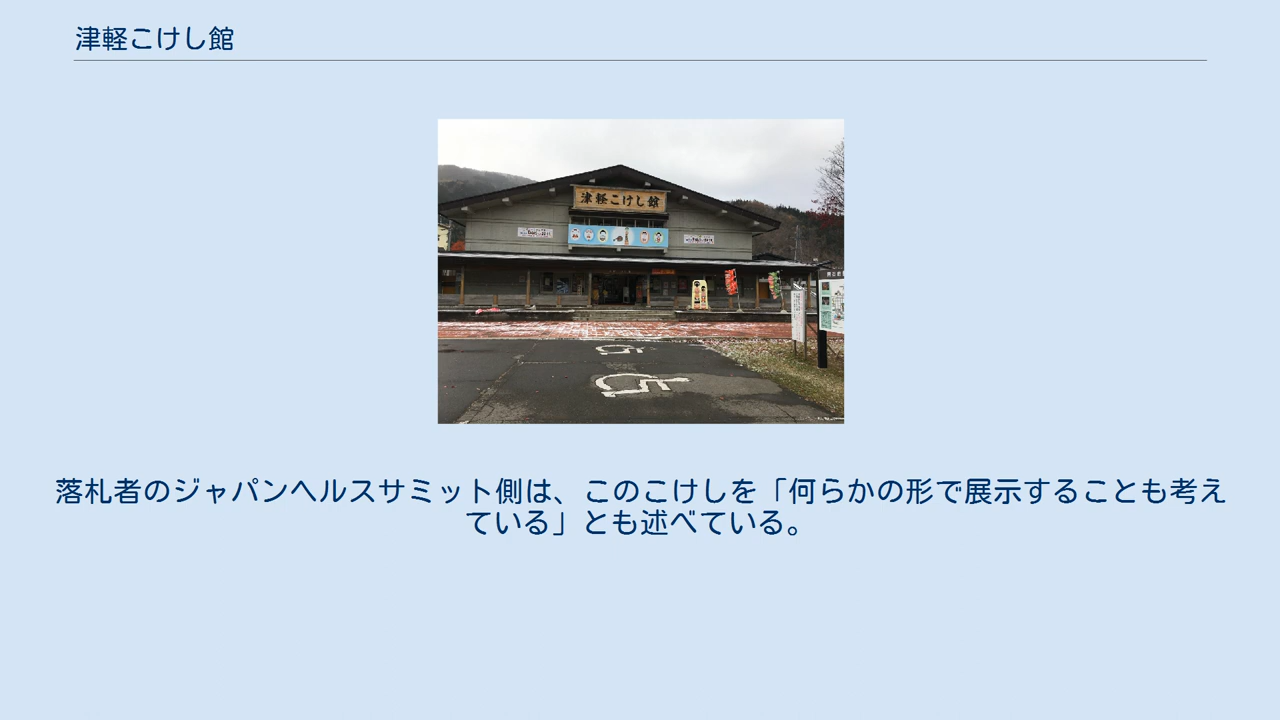 津軽こけし館
津軽こけし館
落札者のジャパンヘルスサミット側は、このこけしを「何らかの形で展示することも考え
ている」とも述べている。